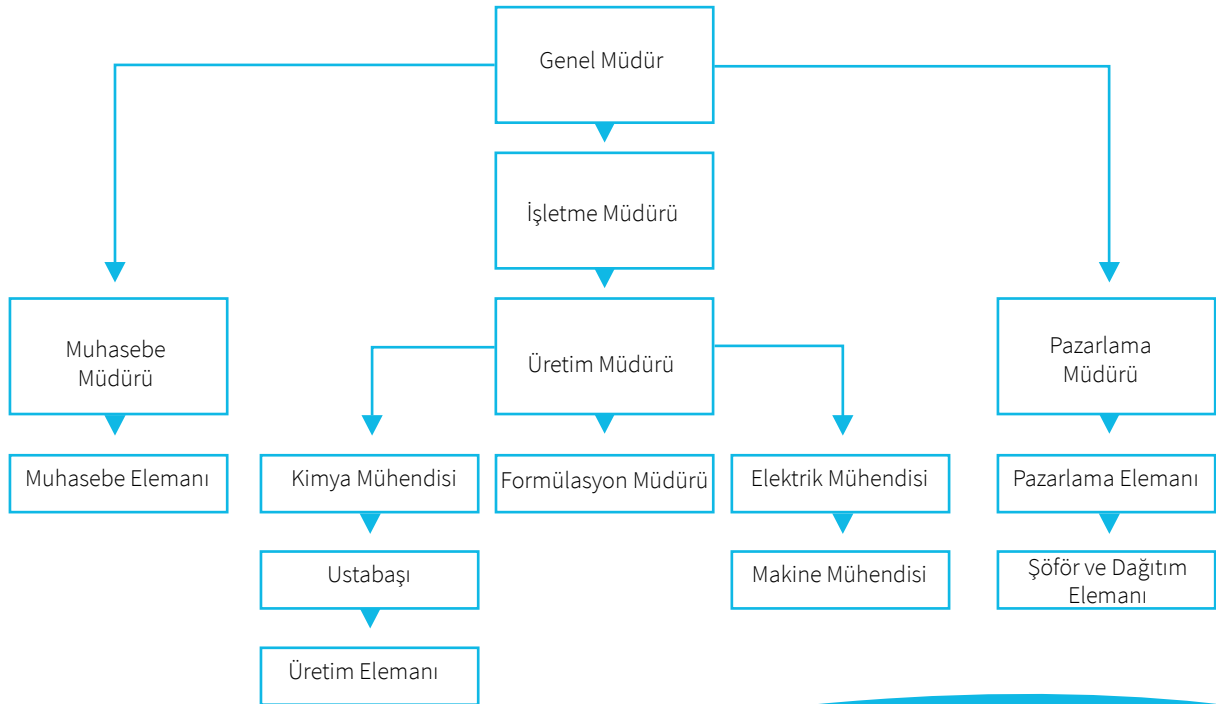 Genel Müdür
İşletme Müdürü
Muhasebe
Müdürü
Üretim Müdürü
Pazarlama
Müdürü
Muhasebe Elemanı
Kimya Mühendisi
Formülasyon Müdürü
Elektrik Mühendisi
Pazarlama Elemanı
Ustabaşı
Makine Mühendisi
Şöför ve Dağıtım
Elemanı
Üretim Elemanı